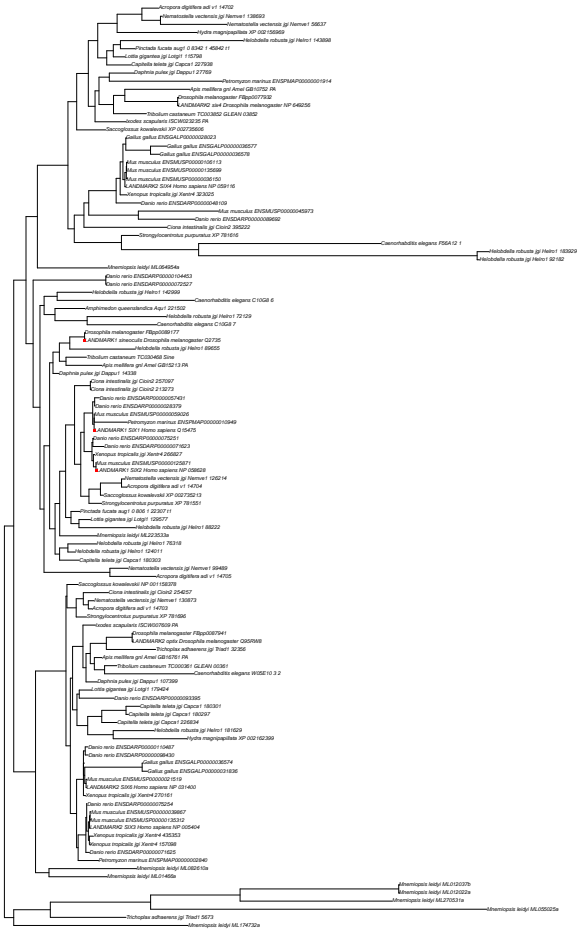 Acropora digitifera adi v1 14702
Nematostella vectensis jgi Nemve1 138693
Nematostella vectensis jgi Nemve1 56637
Hydra magnipapillata XP 002156969
Helobdella robusta jgi Helro1 143898
Pinctada fucata aug1 0 8342 1 45842 t1
Lottia gigantea jgi Lotgi1 115798
Capitella teleta jgi Capca1 227938
Daphnia pulex jgi Dappu1 27769
Petromyzon marinus ENSPMAP00000001914
Apis mellifera gnl Amel GB10752 PA
Drosophila melanogaster FBpp0077932
LANDMARK2 six4 Drosophila melanogaster NP 649256
Tribolium castaneum TC003852 GLEAN 03852
Ixodes scapularis ISCW023235 PA
Saccoglossus kowalevskii XP 002735606
Gallus gallus ENSGALP00000028023
Gallus gallus ENSGALP00000036577
Gallus gallus ENSGALP00000036578
Mus musculus ENSMUSP00000106113
Mus musculus ENSMUSP00000135699
Mus musculus ENSMUSP00000036150
LANDMARK2 SIX4 Homo sapiens NP 059116
Xenopus tropicalis jgi Xentr4 323025
Danio rerio ENSDARP00000048109
Mus musculus ENSMUSP00000045973
Danio rerio ENSDARP00000089692
Ciona intestinalis jgi Cioin2 395222
Strongylocentrotus purpuratus XP 781616
Caenorhabditis elegans F56A12 1
Helobdella robusta jgi Helro1 183929
Helobdella robusta jgi Helro1 92182
Mnemiopsis leidyi ML064954a
Danio rerio ENSDARP00000104453
Danio rerio ENSDARP00000072527
Helobdella robusta jgi Helro1 142999
Caenorhabditis elegans C10G8 6
Amphimedon queenslandica Aqu1 221502
Helobdella robusta jgi Helro1 72129
Caenorhabditis elegans C10G8 7
Drosophila melanogaster FBpp0089177
LANDMARK1 sineoculis Drosophila melanogaster Q2735
Helobdella robusta jgi Helro1 89655
Tribolium castaneum TC030468 Sine
Apis mellifera gnl Amel GB15213 PA
Daphnia pulex jgi Dappu1 14338
Ciona intestinalis jgi Cioin2 257097
Ciona intestinalis jgi Cioin2 213273
Danio rerio ENSDARP00000057431
Danio rerio ENSDARP00000028379
Mus musculus ENSMUSP00000059026
Petromyzon marinus ENSPMAP00000010949
LANDMARK1 SIX1 Homo sapiens Q15475
Danio rerio ENSDARP00000075251
Danio rerio ENSDARP00000071623
Xenopus tropicalis jgi Xentr4 266827
Mus musculus ENSMUSP00000125871
LANDMARK1 SIX2 Homo sapiens NP 058628
Nematostella vectensis jgi Nemve1 126214
Acropora digitifera adi v1 14704
Saccoglossus kowalevskii XP 002735213
Strongylocentrotus purpuratus XP 781551
Pinctada fucata aug1 0 806 1 22307 t1
Lottia gigantea jgi Lotgi1 129577
Helobdella robusta jgi Helro1 88222
Mnemiopsis leidyi ML223533a
Helobdella robusta jgi Helro1 76318
Helobdella robusta jgi Helro1 124011
Capitella teleta jgi Capca1 180303
Nematostella vectensis jgi Nemve1 99489
Acropora digitifera adi v1 14705
Saccoglossus kowalevskii NP 001158378
Ciona intestinalis jgi Cioin2 254257
Nematostella vectensis jgi Nemve1 130873
Acropora digitifera adi v1 14703
Strongylocentrotus purpuratus XP 781696
Ixodes scapularis ISCW007609 PA
Drosophila melanogaster FBpp0087941
LANDMARK2 optix Drosophila melanogaster Q95RW8
Trichoplax adhaerens jgi Triad1 32356
Apis mellifera gnl Amel GB16761 PA
Tribolium castaneum TC000361 GLEAN 00361
Caenorhabditis elegans W05E10 3 2
Daphnia pulex jgi Dappu1 107399
Lottia gigantea jgi Lotgi1 179424
Danio rerio ENSDARP00000093395
Capitella teleta jgi Capca1 180301
Capitella teleta jgi Capca1 180297
Capitella teleta jgi Capca1 226834
Helobdella robusta jgi Helro1 181629
Hydra magnipapillata XP 002162399
Danio rerio ENSDARP00000110487
Danio rerio ENSDARP00000098430
Gallus gallus ENSGALP00000036574
Gallus gallus ENSGALP00000031836
Mus musculus ENSMUSP00000021519
LANDMARK2 SIX6 Homo sapiens NP 031400
Xenopus tropicalis jgi Xentr4 270161
Danio rerio ENSDARP00000075254
Mus musculus ENSMUSP00000039867
Mus musculus ENSMUSP00000135312
LANDMARK2 SIX3 Homo sapiens NP 005404
Xenopus tropicalis jgi Xentr4 435353
Xenopus tropicalis jgi Xentr4 157098
Danio rerio ENSDARP00000071625
Petromyzon marinus ENSPMAP00000002840
Mnemiopsis leidyi ML082610a
Mnemiopsis leidyi ML01466a
Mnemiopsis leidyi ML012037b
Mnemiopsis leidyi ML012022a
Mnemiopsis leidyi ML270531a
Mnemiopsis leidyi ML055025a
Trichoplax adhaerens jgi Triad1 5673
Mnemiopsis leidyi ML174732a